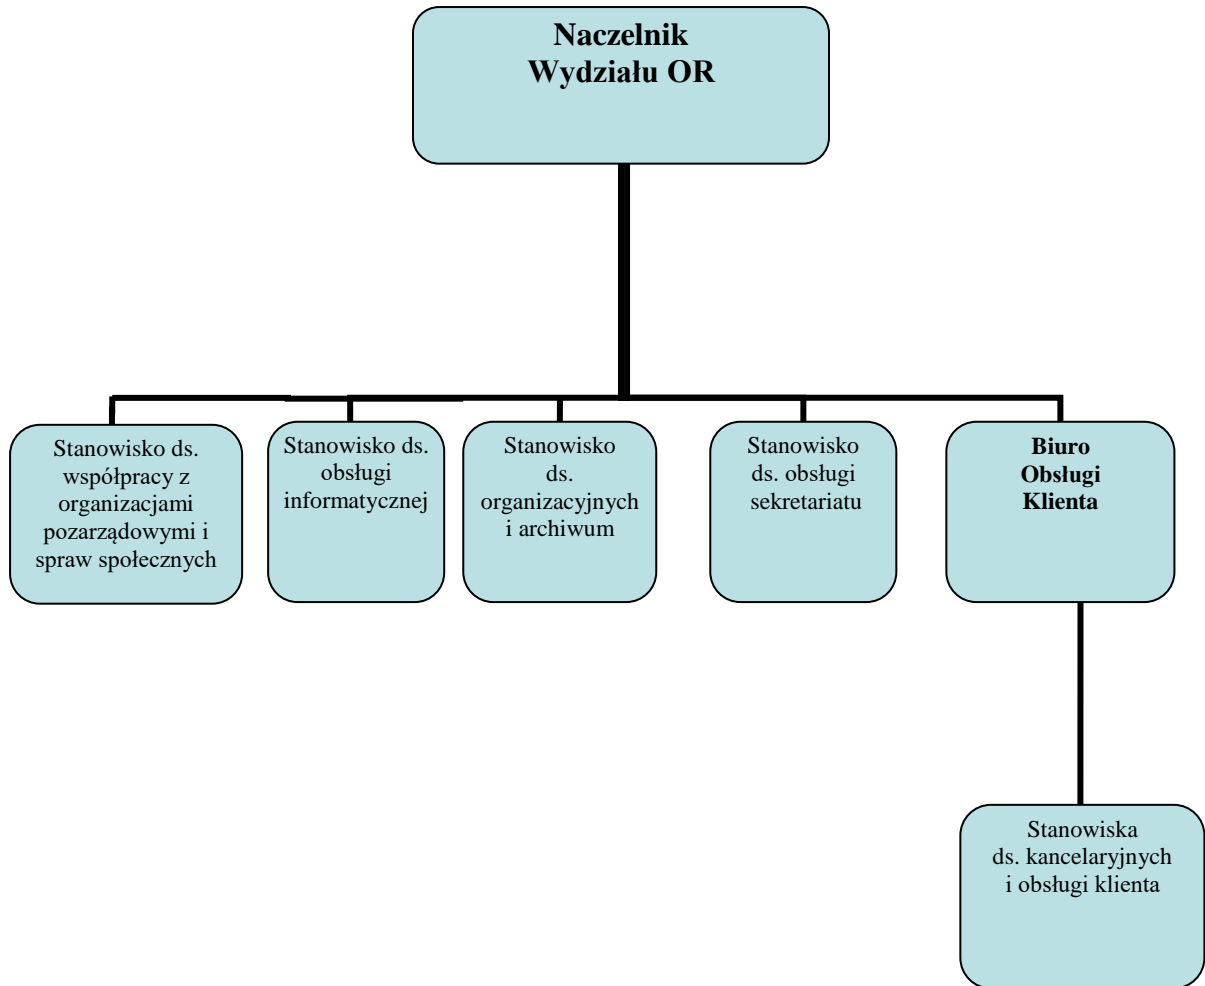 Naczelnik
Wydziału OR
Stanowisko ds.
współpracy z
organizacjami
pozarządowymi i
spraw społecznych
Stanowisko ds.
obsługi
informatycznej
Stanowisko
ds.
organizacyjnych
i archiwum
Stanowisko
ds. obsługi
sekretariatu
Biuro
Obsługi
Klienta
Stanowiska
ds. kancelaryjnych
i obsługi klienta